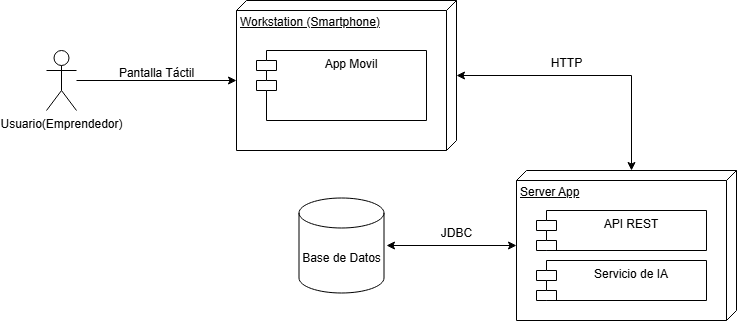 Workstation (Smartphone)
App Movil
Pantalla Táctil
Usuario(Emprendedor)
HTTP
Server App
API REST
Servicio de IA
JDBC
Base de Datos